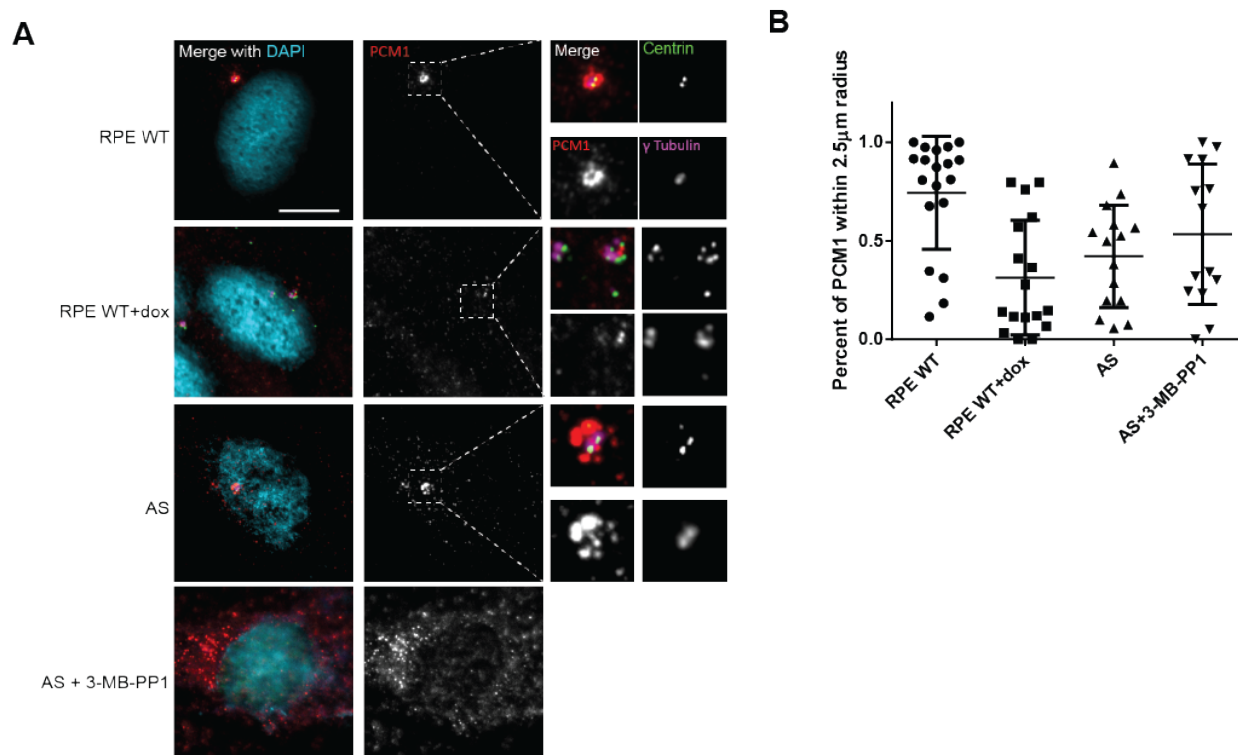 A
Merge with DAPI
PCM1
Merge
Centrin
RPE WT
PCM1
γ Tubulin
RPE WT+dox
AS
AS + 3-MB-PP1
B
Percent of PCM1 within 2.5μm radius
1.0
0.5
0.0
RPE WT
RPE WT+dox
AS
AS+3-MB-PP1